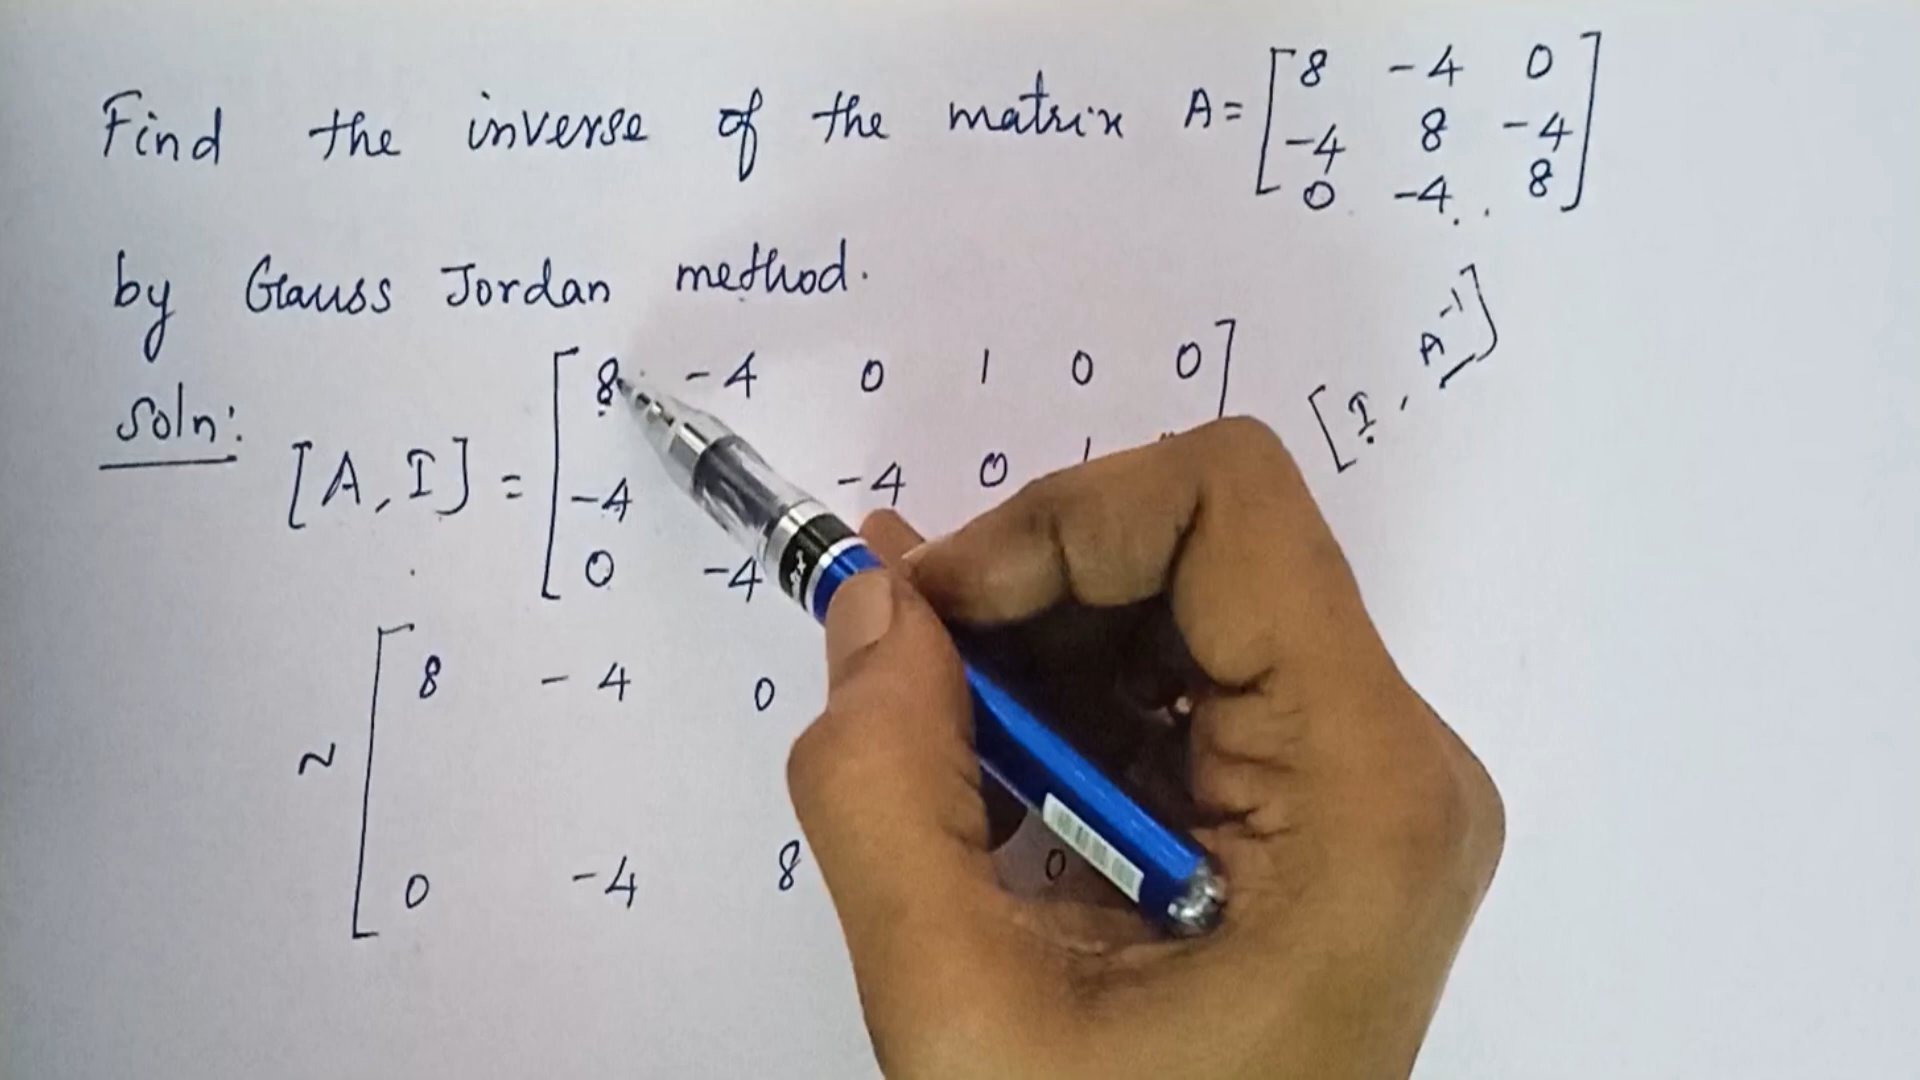 Find the inverse of the matrix A = [ 8 -4 0
-4 8 -4
0 -4 8 ]
by Gauss Jordan method.
Soln:
[A, I] = [ 8 -4 0 1 0 0 ]
-4 -4 0 1
0 -4
[I, A⁻¹]
~ [ 8 -4 0
0 -4 8 0